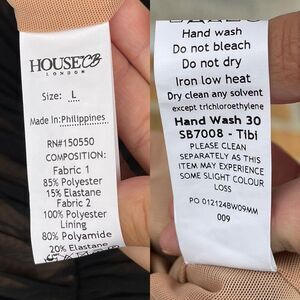 HOUSE CB
LONDON
Size: L
Made In:Philippines
RN#150550
COMPOSITION:
Fabric 1
85% Polyester
15% Elastane
Fabric 2
100% Polyester
Lining
80% Polyamide
20% Elastane
Hand wash
Do not bleach
Do not dry
Iron low heat
Dry clean any solvent
except trichloroethylene
Hand Wash 30
SB7008 - Tibi
PLEASE CLEAN
SEPARATELY AS THIS
ITEM MAY EXPERIENCE
SOME SLIGHT COLOUR
LOSS
PO 012124BW09MM
009